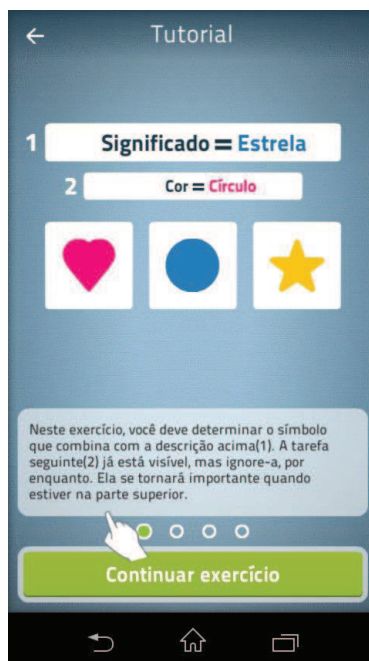 Tutorial
1 Significado = Estrela
2 Cor = Círculo
Neste exercício, você deve determinar o símbolo
que combina com a descrição acima(1). A tarefa
seguinte(2) já está visível, mas ignore-a, por
enquanto. Ela se tornará importante quando
estiver na parte superior.
Continuar exercício